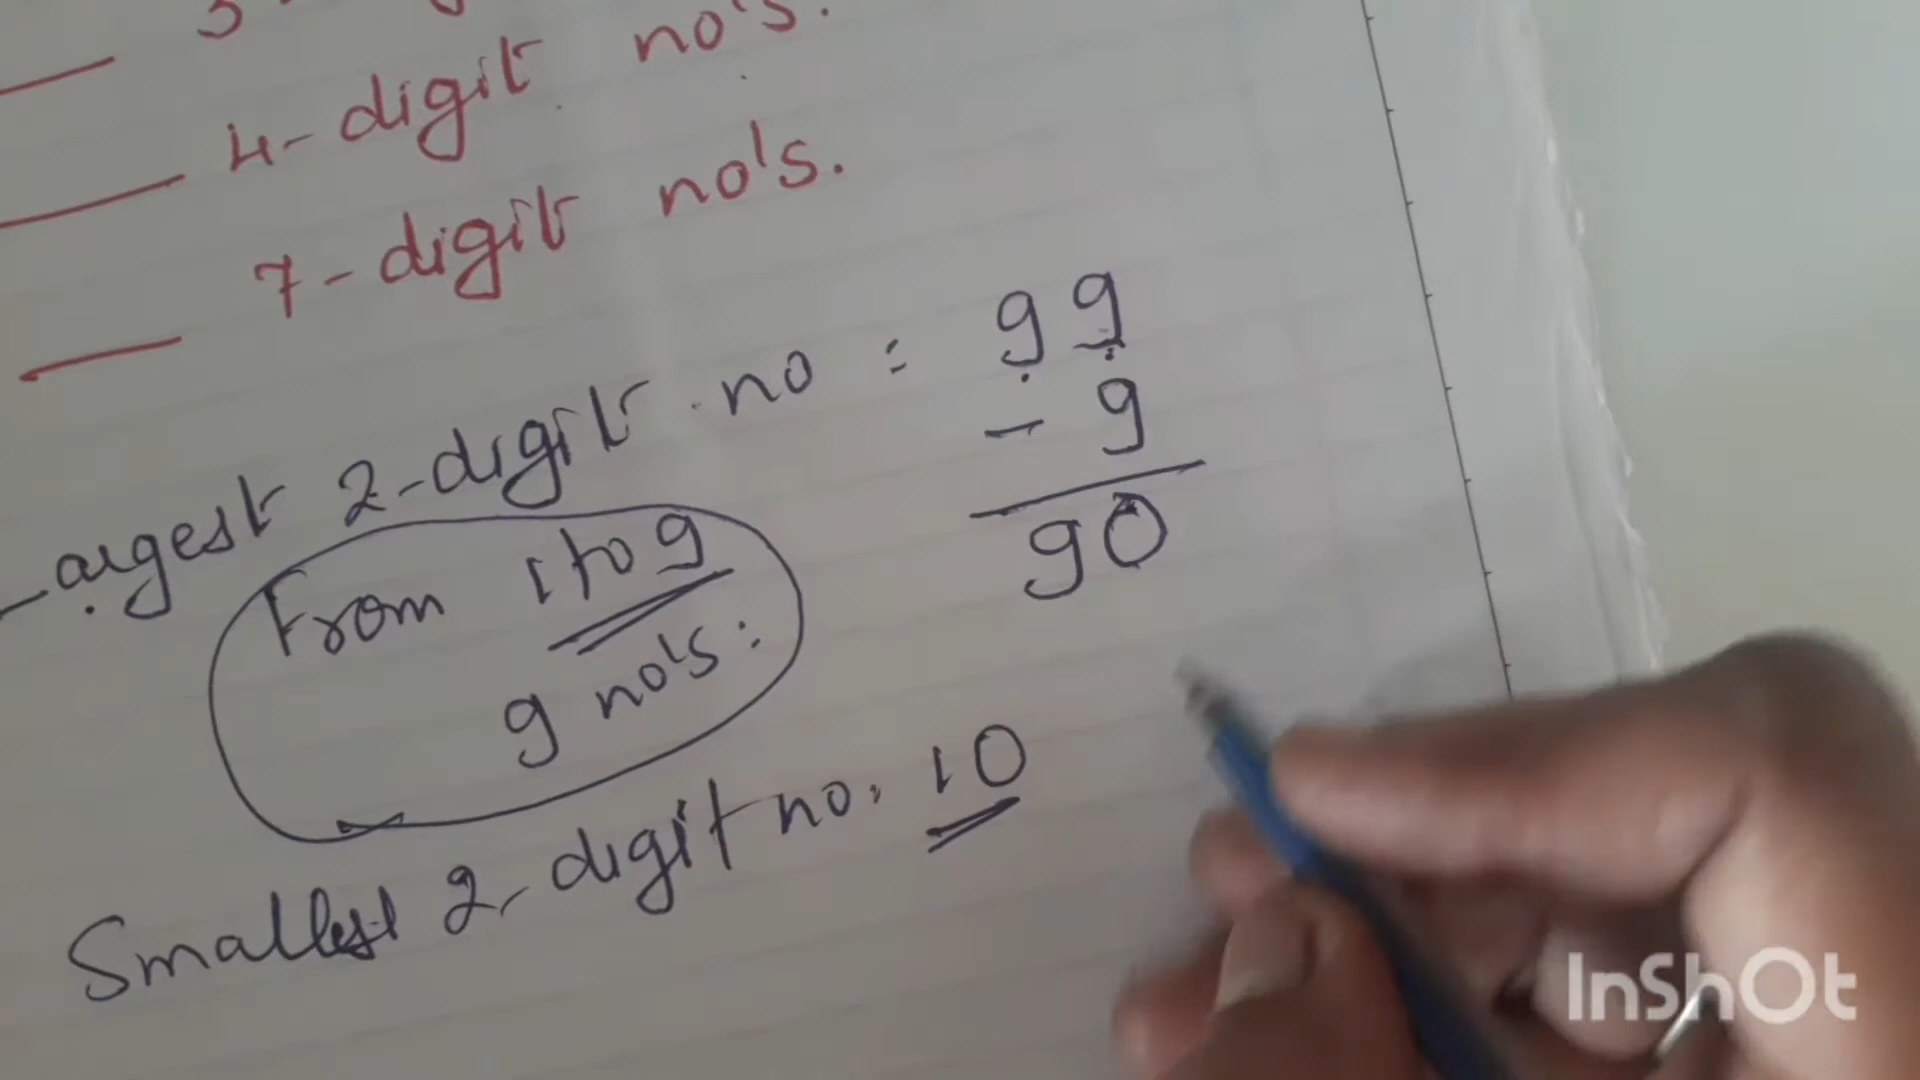 4-digit no's.
7-digit no's.
Largest 2-digit no = 99
- 9
90
From 1 to 9
9 no's.
Smallest 2-digit no. 10
InShOt